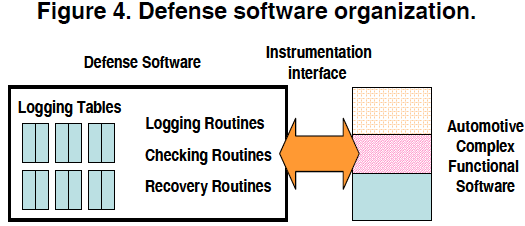 Figure 4. Defense software organization.
Defense Software
Instrumentation
interface
Logging Tables
Logging Routines
Checking Routines
Recovery Routines
Automotive
Complex
Functional
Software